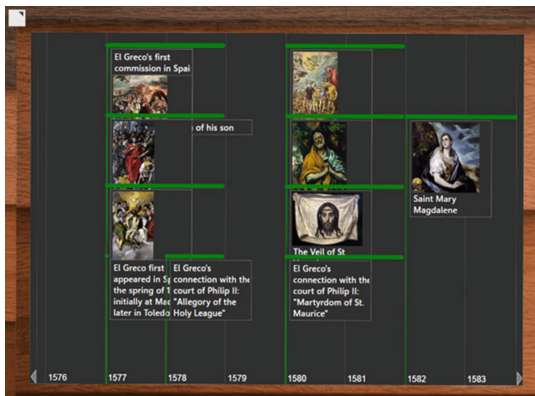 El Greco's first
commission in Spai
of his son
Saint Mary
Magdalene
The Veil of St
El Greco first
appeared in Sp
the spring of 1
initially at Mad
later in Toledo
El Greco's
connection with the
court of Philip II:
"Allegory of the
Holy League"
El Greco's
connection with the
court of Philip II:
"Martyrdom of St.
Maurice"
1576 1577 1578 1579 1580 1581 1582 1583